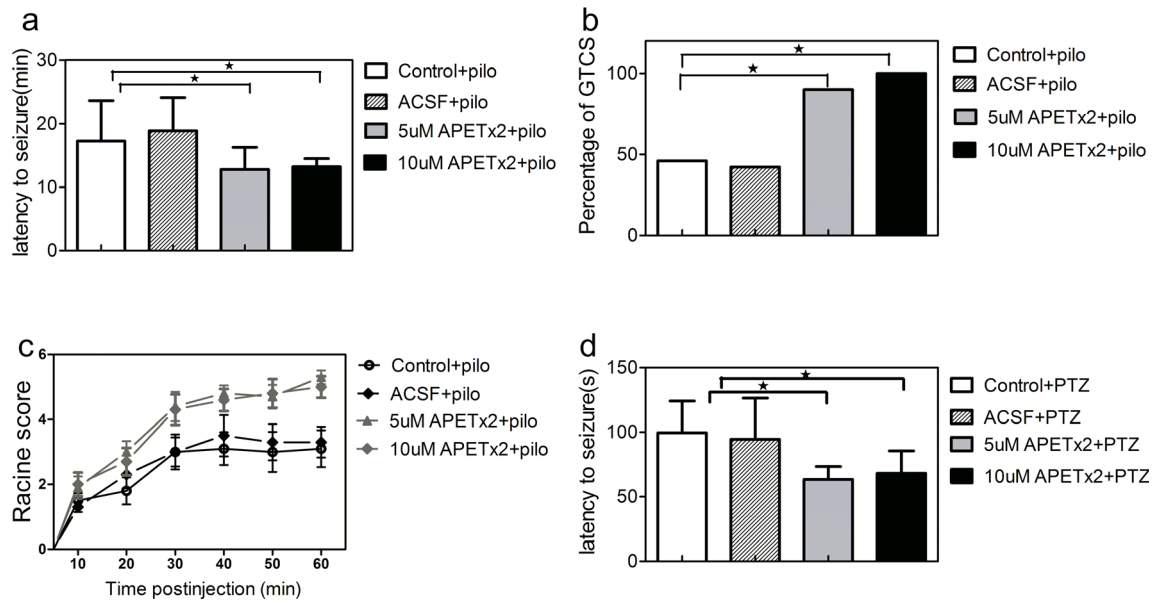 a
latency to seizure(min)
30
20
10
0
★
★
Control+pilo
ACSF+pilo
5uM APETx2+pilo
10uM APETx2+pilo
b
Percentage of GTCS
100
50
0
★
★
Control+pilo
ACSF+pilo
5uM APETx2+pilo
10uM APETx2+pilo
c
Racine score
6
4
2
0
10 20 30 40 50 60
Time postinjection (min)
Control+pilo
ACSF+pilo
5uM APETx2+pilo
10uM APETx2+pilo
d
latency to seizure(s)
150
100
50
0
★
★
Control+PTZ
ACSF+PTZ
5uM APETx2+PTZ
10uM APETx2+PTZ